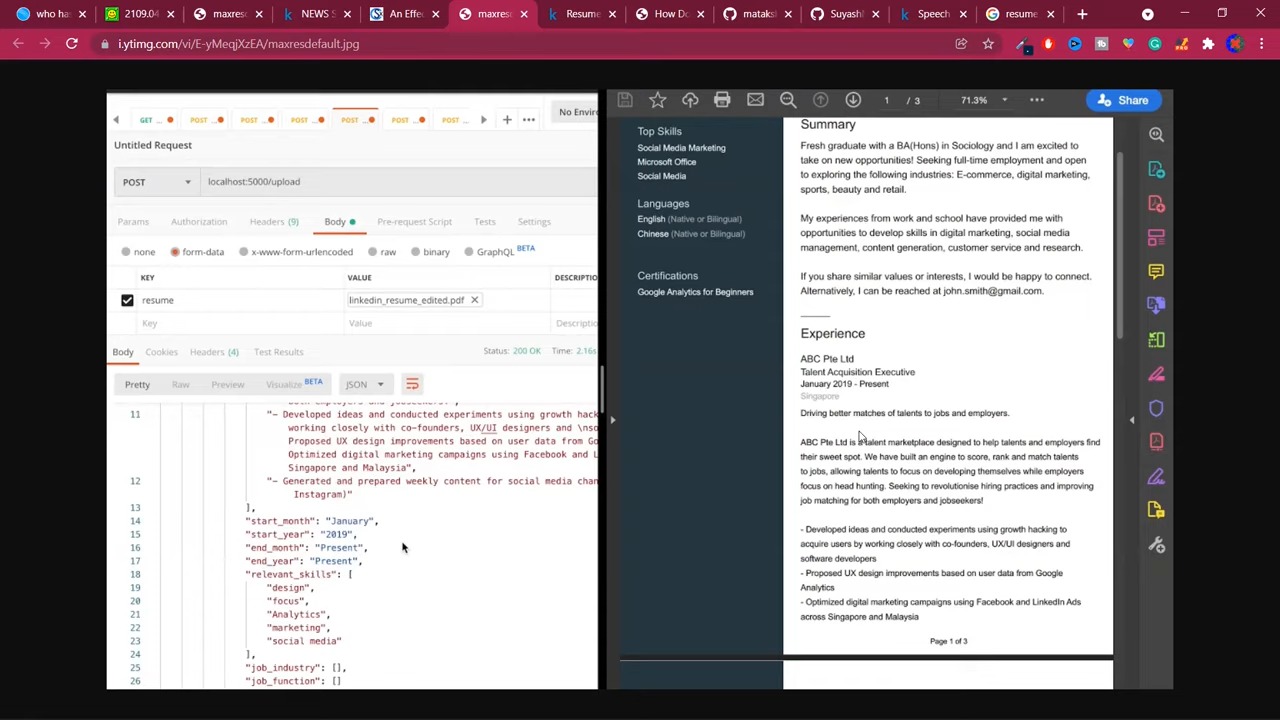 who ha
2109.04
maxres
NEWS S
An Effec
maxresc
Resume
How Do
mataksh
Suyashl
Speech
resume
i.ytimg.com/vi/E-yMeqjXzEA/maxresdefault.jpg
GET ...
POST ...
POST ...
POST ...
POST ...
POST ...
POST ...
No Enviro
Untitled Request
POST
localhost:5000/upload
Params
Authorization
Headers (9)
Body
Pre-request Script
Tests
Settings
none
form-data
x-www-form-urlencoded
raw
binary
GraphQL BETA
KEY
VALUE
DESCRIPTIO
resume
linkedin_resume_edited.pdf
Key
Value
Description
Body
Cookies
Headers (4)
Test Results
Status: 200 OK
Time: 2.16s
Pretty
Raw
Preview
Visualize BETA
JSON
11 "- Developed ideas and conducted experiments using growth hack
working closely with co-founders, UX/UI designers and \nso
Proposed UX design improvements based on user data from Go
Optimized digital marketing campaigns using Facebook and L
Singapore and Malaysia",
12 "- Generated and prepared weekly content for social media chan
Instagram)"
13 ],
14 "start_month": "January",
15 "start_year": "2019",
16 "end_month": "Present",
17 "end_year": "Present",
18 "relevant_skills": [
19 "design",
20 "focus",
21 "Analytics",
22 "marketing",
23 "social media"
24 ],
25 "job_industry": [],
26 "job_function": []
1 / 3
71.3%
Share
Top Skills
Social Media Marketing
Microsoft Office
Social Media
Languages
English (Native or Bilingual)
Chinese (Native or Bilingual)
Certifications
Google Analytics for Beginners
Summary
Fresh graduate with a BA(Hons) in Sociology and I am excited to
take on new opportunities! Seeking full-time employment and open
to exploring the following industries: E-commerce, digital marketing,
sports, beauty and retail.
My experiences from work and school have provided me with
opportunities to develop skills in digital marketing, social media
management, content generation, customer service and research.
If you share similar values or interests, I would be happy to connect.
Alternatively, I can be reached at john.smith@gmail.com.
Experience
ABC Pte Ltd
Talent Acquisition Executive
January 2019 - Present
Singapore
Driving better matches of talents to jobs and employers.
ABC Pte Ltd is a talent marketplace designed to help talents and employers find
their sweet spot. We have built an engine to score, rank and match talents
to jobs, allowing talents to focus on developing themselves while employers
focus on head hunting. Seeking to revolutionise hiring practices and improving
job matching for both employers and jobseekers!
- Developed ideas and conducted experiments using growth hacking to
acquire users by working closely with co-founders, UX/UI designers and
software developers
- Proposed UX design improvements based on user data from Google
Analytics
- Optimized digital marketing campaigns using Facebook and LinkedIn Ads
across Singapore and Malaysia
Page 1 of 3